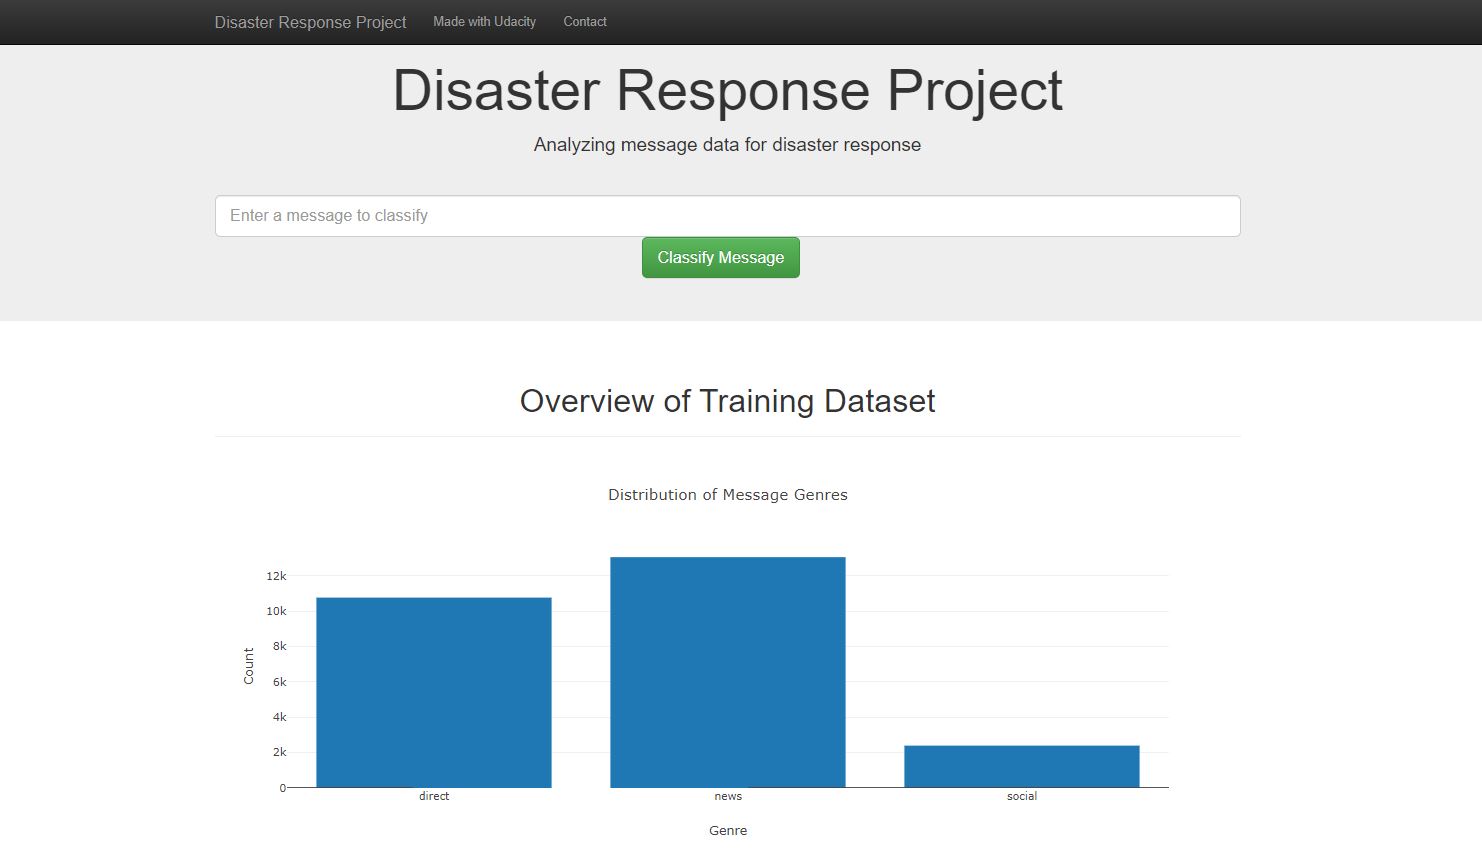 Disaster Response Project Made with Udacity Contact
Disaster Response Project
Analyzing message data for disaster response
Enter a message to classify
Classify Message
Overview of Training Dataset
Distribution of Message Genres
12k
10k
8k
6k
4k
2k
0
Count
direct news social
Genre